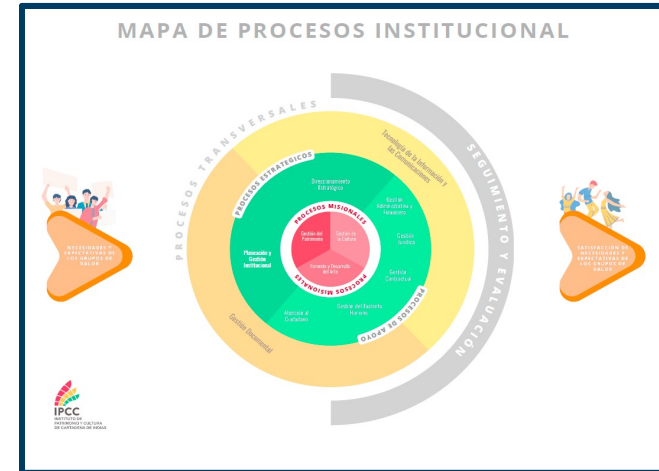 MAPA DE PROCESOS INSTITUCIONAL
PROCESOS TRANSVERSALES
SEGUIMIENTO Y EVALUACIÓN
Tecnología de la Información y
las Comunicaciones
PROCESOS ESTRATEGICOS
Direccionamiento
Estratégico
Gestión
Administrativa y
Financiera
PROCESOS MISIONALES
Gestión del
Patrimonio
Gestión de
la Cultura
Gestión
Jurídica
NECESIDADES Y
EXPECTATIVAS DE
LOS GRUPOS DE
VALOR
SATISFACCIÓN DE
NECESIDADES Y
EXPECTATIVAS DE
LOS GRUPOS DE
VALOR
Planeación y
Gestión
Institucional
Fomento y Desarrollo
del Arte
Gestión
Contractual
PROCESOS MISIONALES
Atención al
Ciudadano
Gestión del Talento
Humano
PROCESOS DE APOYO
Gestión Documental
IPCC
INSTITUTO DE
PATRIMONIO Y CULTURA
DE CARTAGENA DE INDIAS